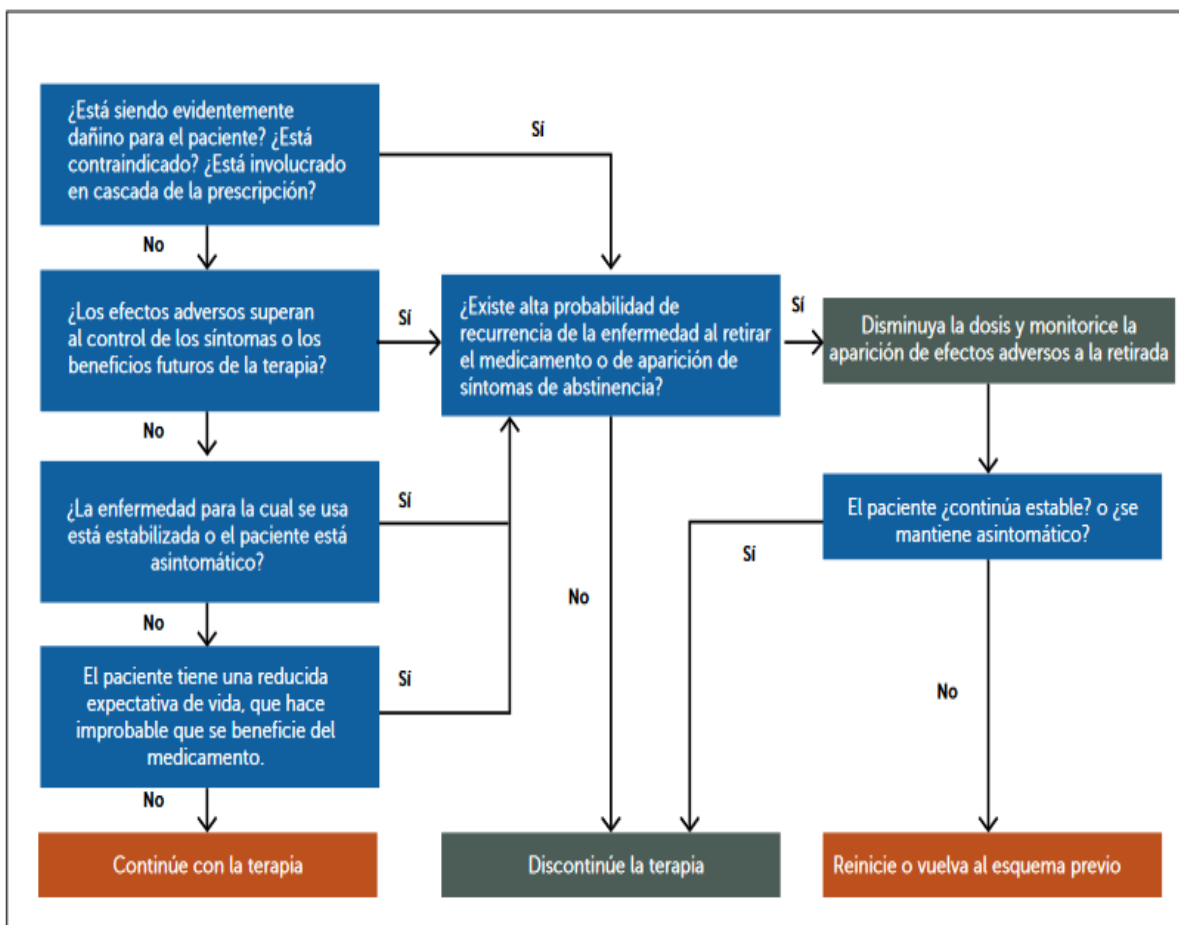 ¿Está siendo evidentemente
dañino para el paciente? ¿Está
contraindicado? ¿Está involucrado
en cascada de la prescripción?
Sí
No
¿Los efectos adversos superan
al control de los síntomas o los
beneficios futuros de la terapia?
Sí
¿Existe alta probabilidad de
recurrencia de la enfermedad al retirar
el medicamento o de aparición de
síntomas de abstinencia?
Sí
Disminuya la dosis y monitorice la
aparición de efectos adversos a la retirada
No
¿La enfermedad para la cual se usa
está estabilizada o el paciente está
asintomático?
Sí
El paciente ¿continúa estable? o ¿se
mantiene asintomático?
Sí
No
No
El paciente tiene una reducida
expectativa de vida, que hace
improbable que se beneficie del
medicamento.
Sí
No
No
Continúe con la terapia
Discontinúe la terapia
Reinicie o vuelva al esquema previo